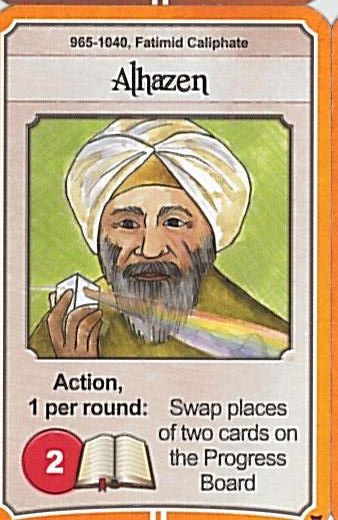 965-1040, Fatimid Caliphate
Alhazen
Action,
1 per round: Swap places
of two cards on
the Progress
Board
2